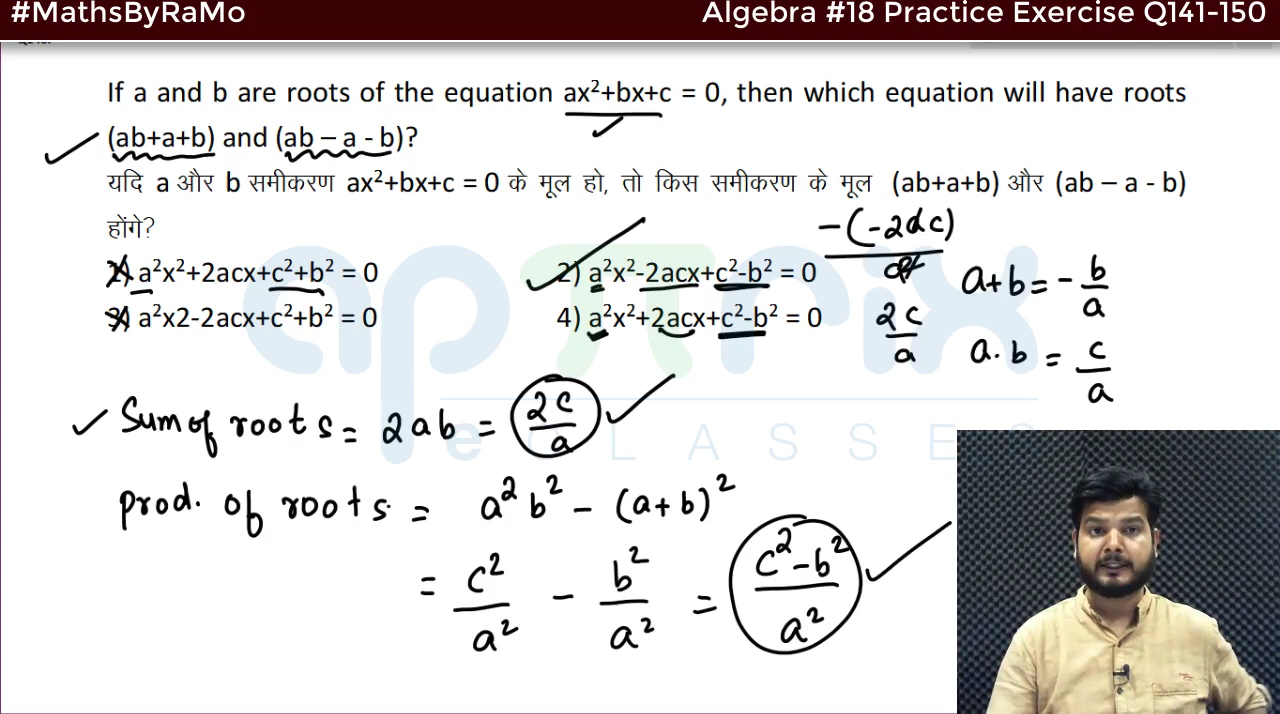 #MathsByRaMo
Algebra #18 Practice Exercise Q141-150
If a and b are roots of the equation ax²+bx+c = 0, then which equation will have roots
(ab+a+b) and (ab – a - b)?
यदि a और b समीकरण ax²+bx+c = 0 के मूल हो, तो किस समीकरण के मूल (ab+a+b) और (ab – a - b)
होंगे?
1) a²x²+2acx+c²+b² = 0
2) a²x²-2acx+c²-b² = 0
3) a²x2-2acx+c²+b² = 0
4) a²x²+2acx+c²-b² = 0
-(-2ac)/a²
2c/a
a+b = - b/a
a.b = c/a
aptrix
eCLASSES
Sum of roots = 2ab = 2c/a
prod. of roots = a²b² - (a+b)²
= c²/a² - b²/a² = c²-b²/a²